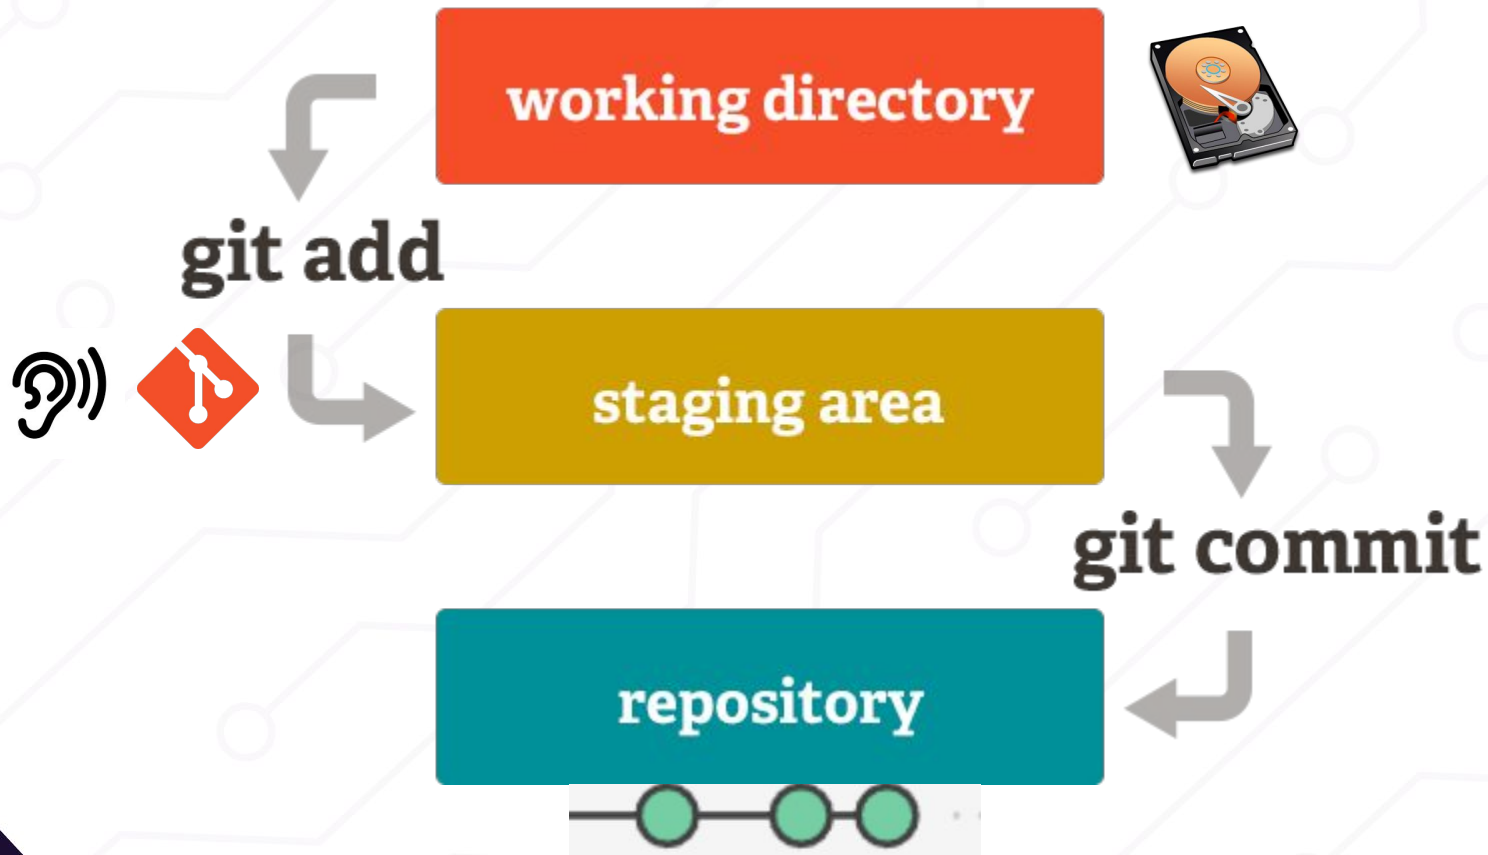 working directory
git add
staging area
git commit
repository